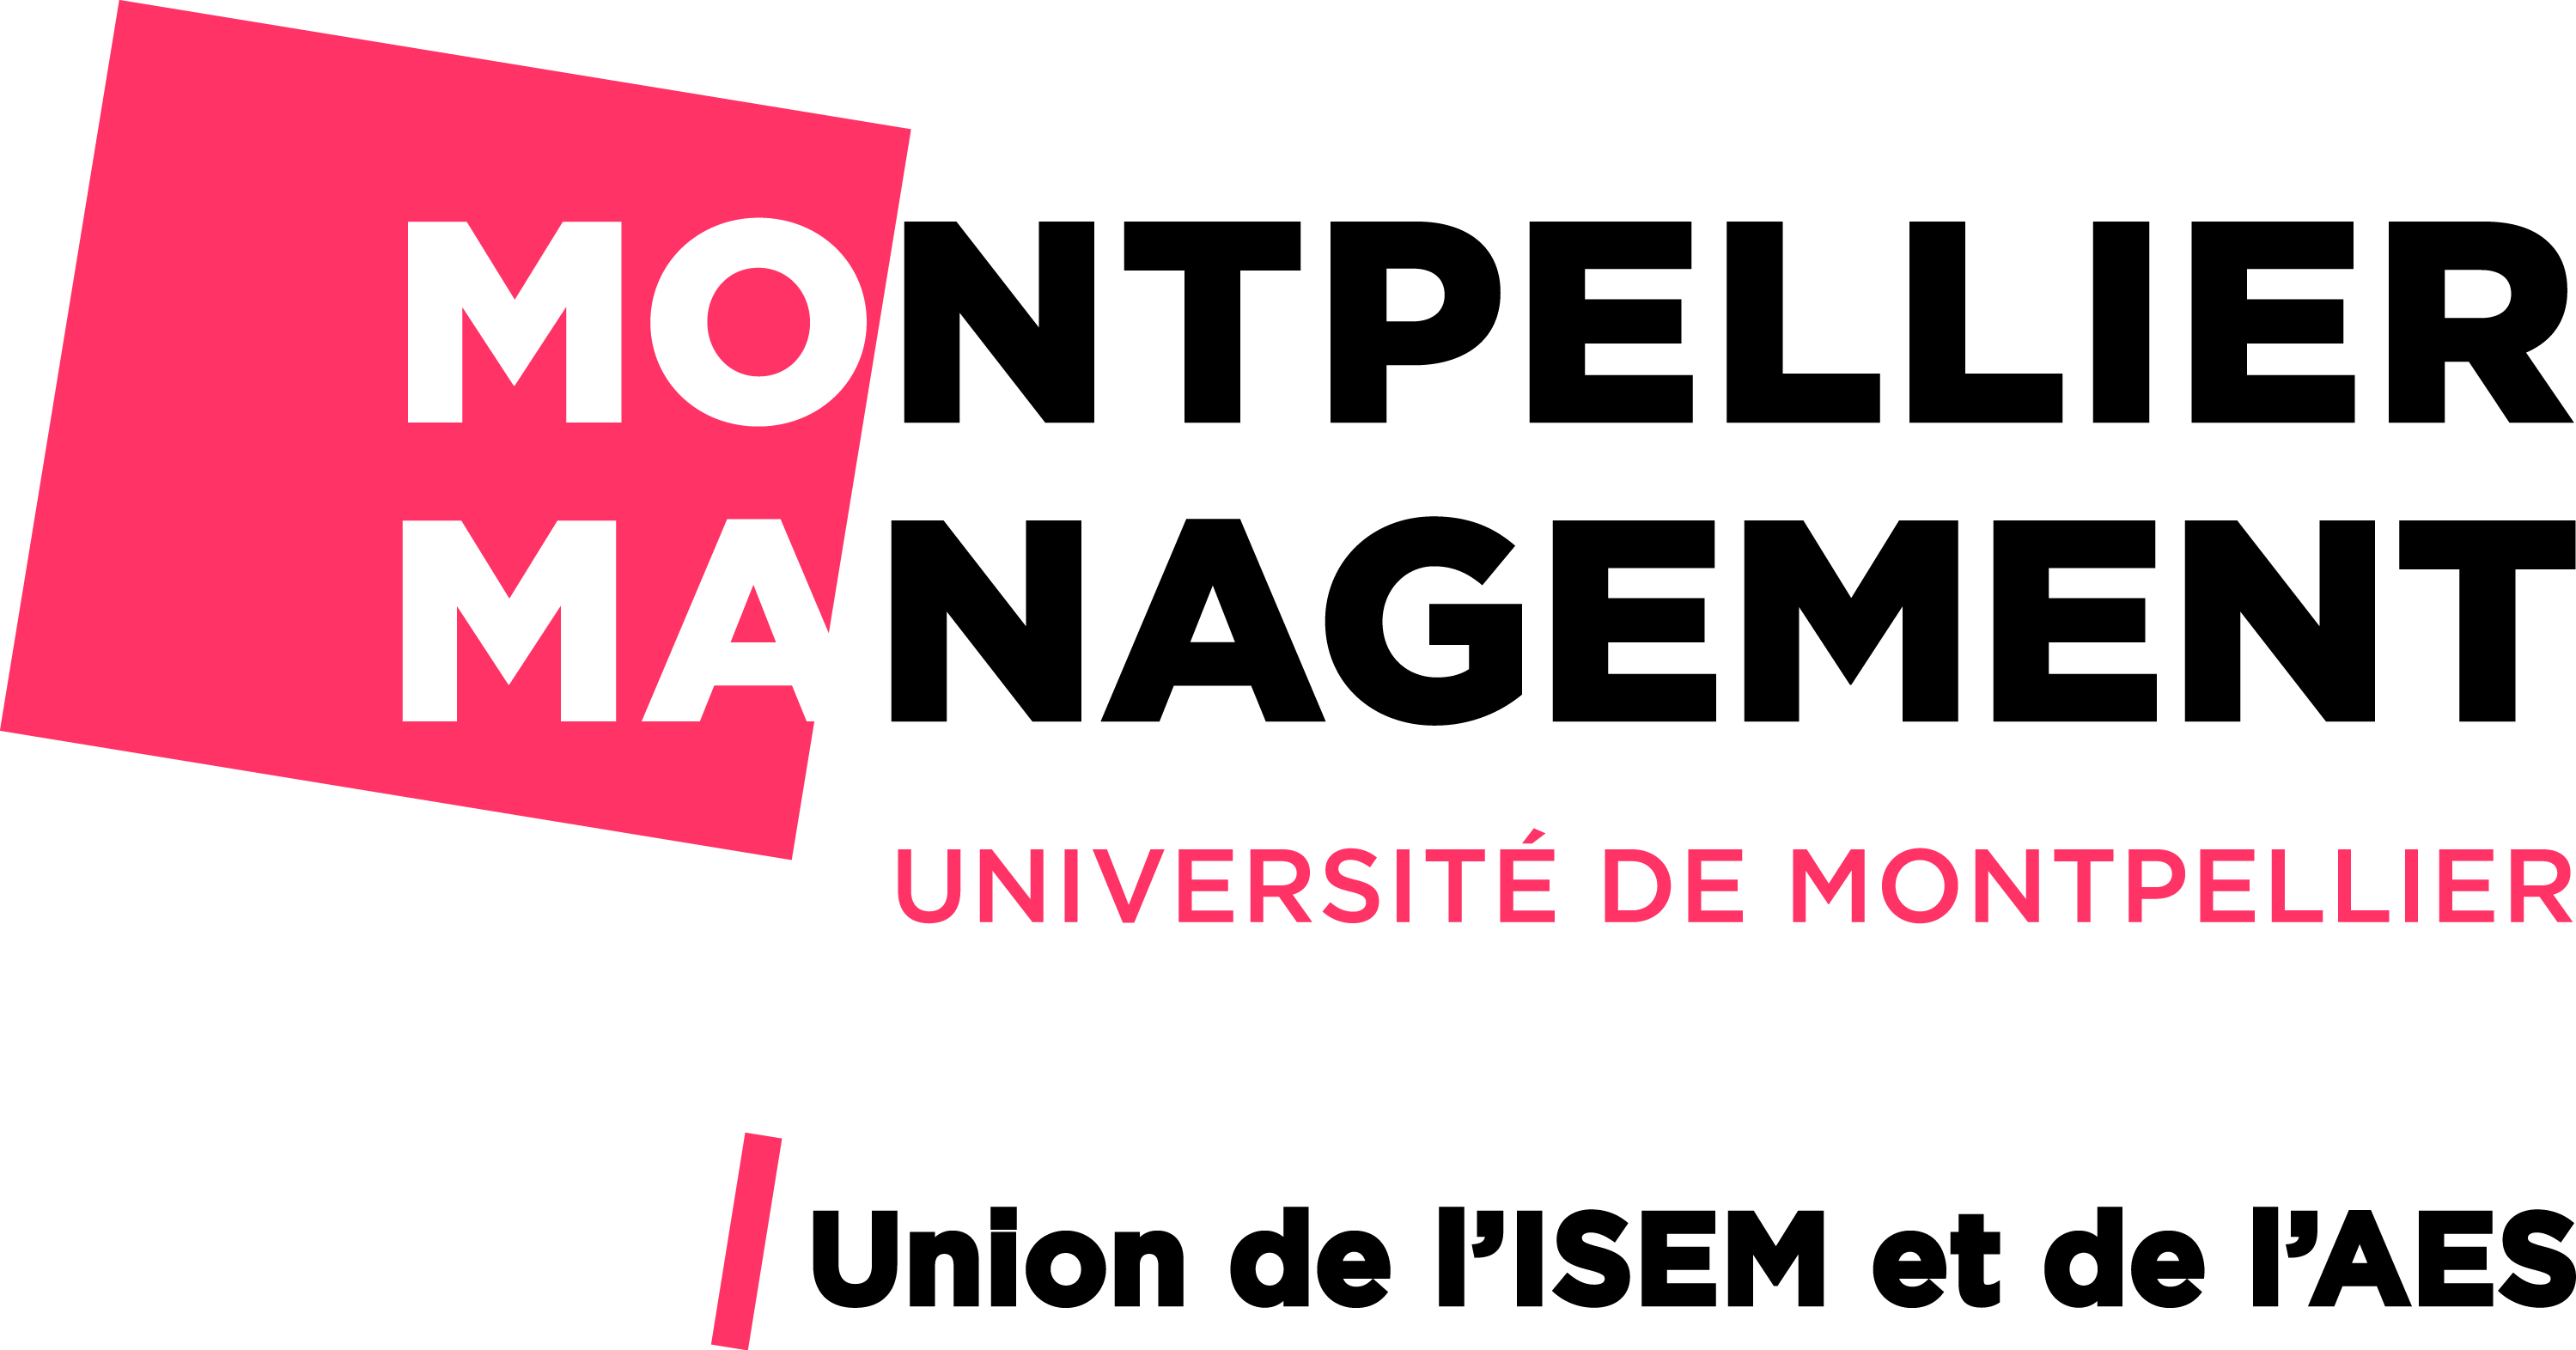 MONTPELLIER
MANAGEMENT
UNIVERSITÉ DE MONTPELLIER
Union de l’ISEM et de l’AES